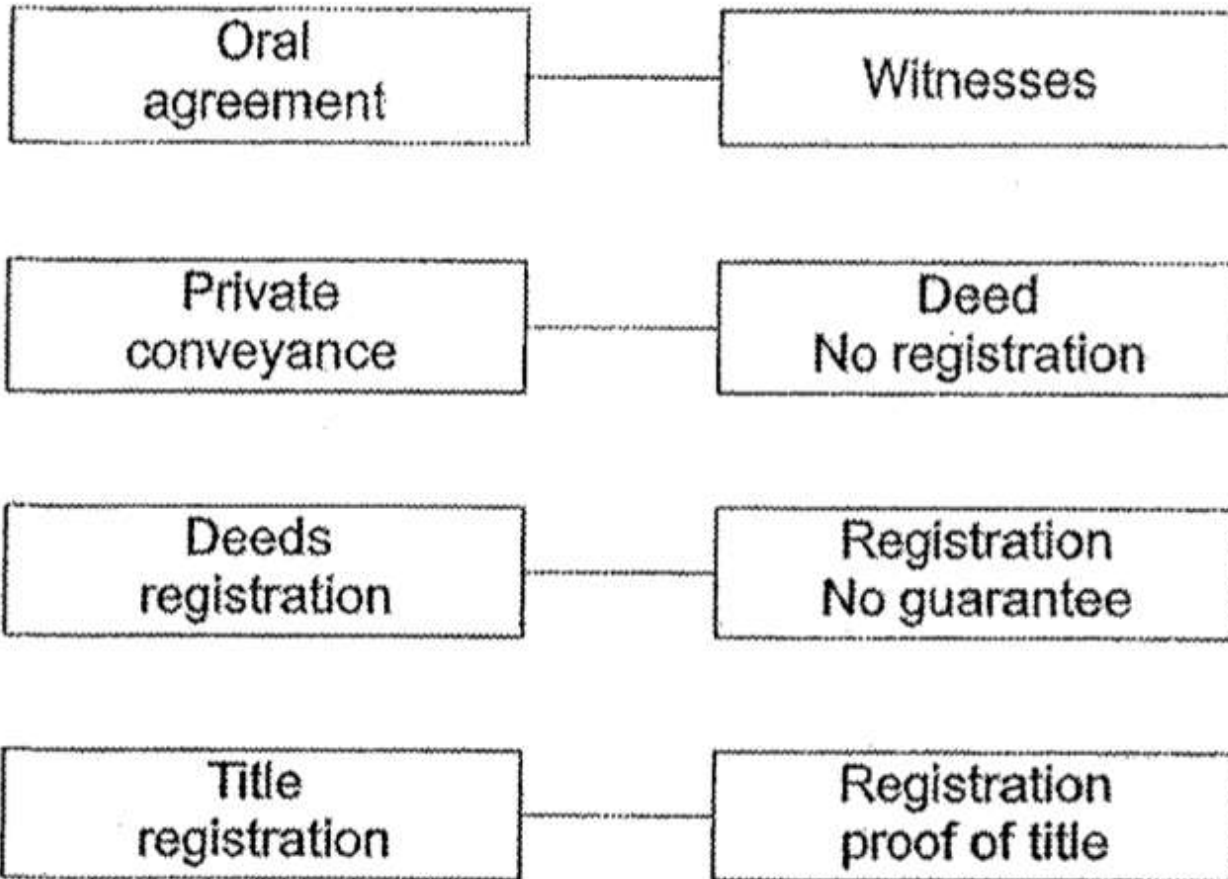 Oral
agreement
Witnesses
Private
conveyance
Deed
No registration
Deeds
registration
Registration
No guarantee
Title
registration
Registration
proof of title